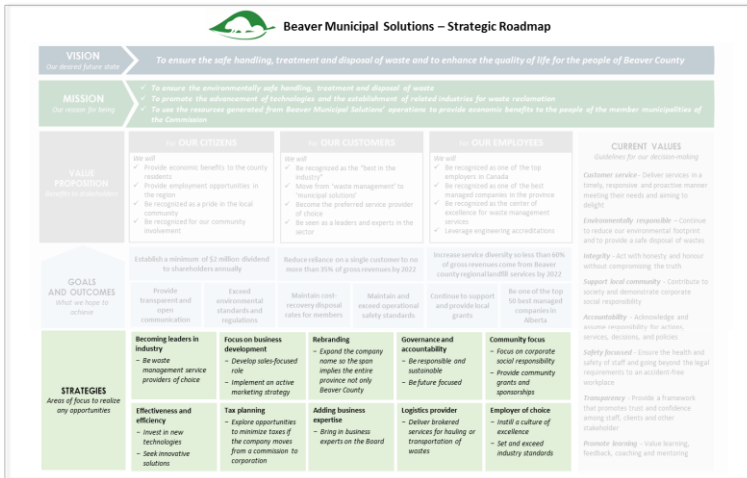 Beaver Municipal Solutions – Strategic Roadmap
VISION
Our desired future state
To ensure the safe handling, treatment and disposal of waste and to enhance the quality of life for the people of Beaver County
MISSION
Our reason for being
✓ To ensure the environmentally safe handling, treatment and disposal of waste
✓ To promote the advancement of technologies and the establishment of related industries for waste reclamation
✓ To use the resources generated from Beaver Municipal Solutions' operations to provide economic benefits to the people of the member municipalities of
the Commission
VALUE
PROPOSITION
Benefits to stakeholders
for OUR CITIZENS
We will
✓ Provide economic benefits to the county
residents
✓ Provide employment opportunities in
the region
✓ Be recognized as a pride in the local
community
✓ Be recognized for our community
involvement
for OUR CUSTOMERS
We will
✓ Be recognized as the "best in the
industry"
✓ Move from 'waste management' to
'municipal solutions'
✓ Become the preferred service provider
of choice
✓ Be seen as a leaders and experts in the
sector
for OUR EMPLOYEES
We will
✓ Be recognized as one of the top
employers in Canada
✓ Be recognized as one of the best
managed companies in the province
✓ Be recognized as the center of
excellence for waste management
services
✓ Leverage engineering accreditations
GOALS
AND OUTCOMES
What we hope to
achieve
Establish a minimum of $2 million dividend
to shareholders annually
Reduce reliance on a single customer to no
more than 35% of gross revenues by 2022
Increase service diversity so less than 60%
of gross revenues come from Beaver
county regional landfill services by 2022
Provide
transparent and
open
communication
Exceed
environmental
standards and
regulations
Maintain cost-
recovery disposal
rates for members
Maintain and
exceed operational
safety standards
Continue to support
and provide local
grants
Be one of the top
50 best managed
companies in
Alberta
STRATEGIES
Areas of focus to realize
any opportunities
Becoming leaders in
industry
– Be waste
management service
providers of choice
Focus on business
development
– Develop sales-focused
role
– Implement an active
marketing strategy
Rebranding
– Expand the company
name so the span
implies the entire
province not only
Beaver County
Governance and
accountability
– Be responsible and
sustainable
– Be future focused
Community focus
– Focus on corporate
social responsibility
– Provide community
grants and
sponsorships
Effectiveness and
efficiency
– Invest in new
technologies
– Seek innovative
solutions
Tax planning
– Explore opportunities
to minimize taxes if
the company moves
from a commission to
corporation
Adding business
expertise
– Bring in business
experts on the Board
Logistics provider
– Deliver brokered
services for hauling or
transportation of
wastes
Employer of choice
– Instill a culture of
excellence
– Set and exceed
industry standards
CURRENT VALUES
Guidelines for our decision-making
Customer service - Deliver services in a
timely, responsive and proactive manner
meeting their needs and aiming to
delight
Environmentally responsible – Continue
to reduce our environmental footprint
and to provide a safe disposal of wastes
Integrity - Act with honesty and honour
without compromising the truth
Support local community - Contribute to
society and demonstrate corporate
social responsibility
Accountability - Acknowledge and
assume responsibility for actions,
services, decisions, and policies
Safety focussed - Ensure the health and
safety of staff and going beyond the legal
requirements to an accident-free
workplace
Transparency - Provide a framework
that promotes trust and confidence
among staff, clients and other
stakeholder
Promote learning - Value learning,
feedback, coaching and mentoring